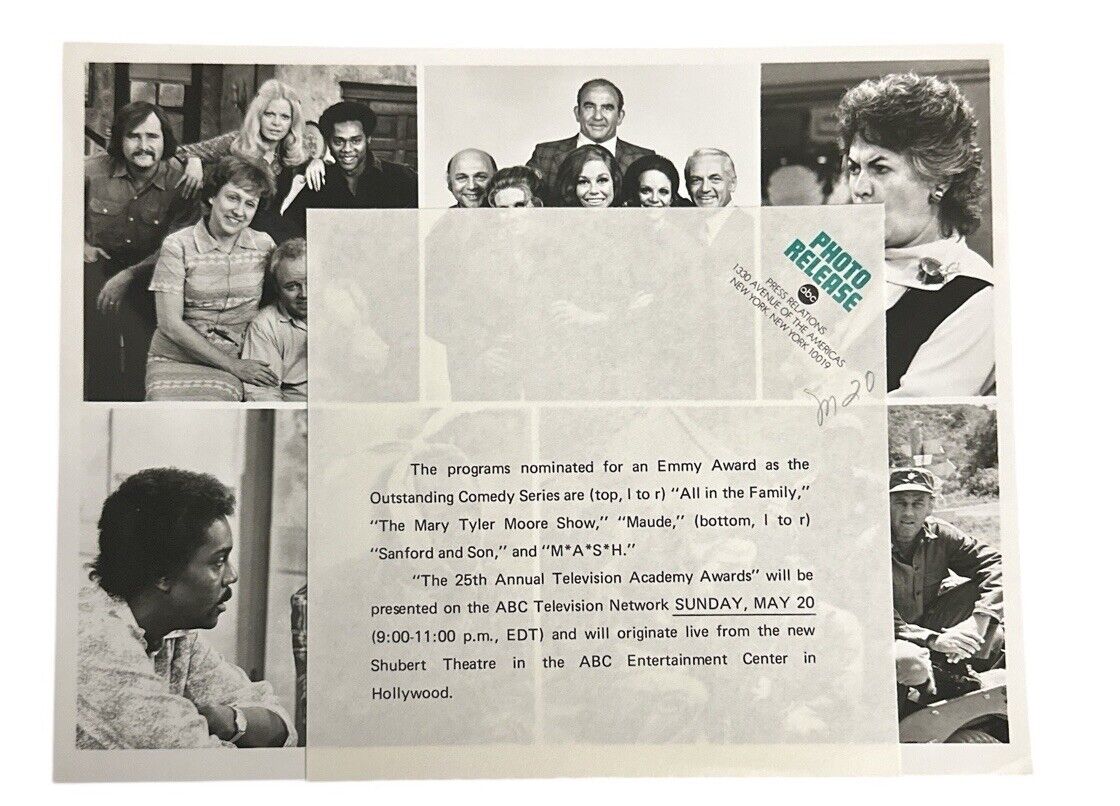 PHOTO
RELEASE
abc
PRESS RELATIONS
1330 AVENUE OF THE AMERICAS
NEW YORK, NEW YORK 10019
M 20
The programs nominated for an Emmy Award as the
Outstanding Comedy Series are (top, l to r) "All in the Family,"
"The Mary Tyler Moore Show," "Maude," (bottom, l to r)
"Sanford and Son," and "M*A*S*H."
"The 25th Annual Television Academy Awards" will be
presented on the ABC Television Network SUNDAY, MAY 20
(9:00-11:00 p.m., EDT) and will originate live from the new
Shubert Theatre in the ABC Entertainment Center in
Hollywood.